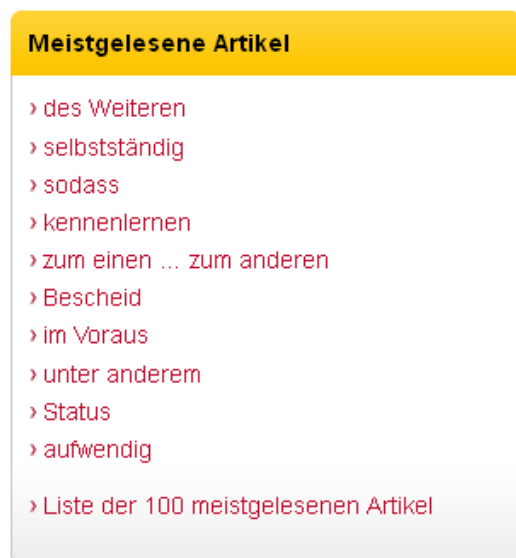 Meistgelesene Artikel
› des Weiteren
› selbstständig
› sodass
› kennenlernen
› zum einen ... zum anderen
› Bescheid
› im Voraus
› unter anderem
› Status
› aufwendig
› Liste der 100 meistgelesenen Artikel